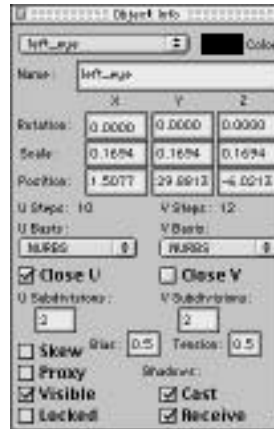 Object Info
left_eye Color
Name: left_eye
X Y Z
Rotation: 0.0000 0.0000 0.0000
Scale: 0.1694 0.1694 0.1694
Position: 1.5077 29.8813 -6.0213
U Steps: 10 V Steps: 12
U Basis: V Basis:
NURBS NURBS
Close U Close V
U Subdivisions: V Subdivisions:
2 2
Skew Bias: 0.5 Tension: 0.5
Proxy Shadows:
Visible Cast
Locked Receive